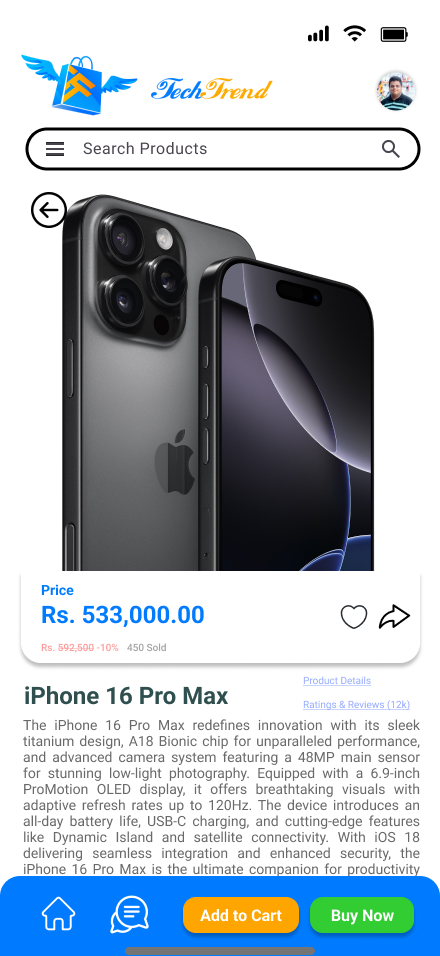 TechTrend
Search Products
Price
Rs. 533,000.00
Rs. 592,500 -10% 450 Sold
Product Details
iPhone 16 Pro Max
Ratings & Reviews (12k)
The iPhone 16 Pro Max redefines innovation with its sleek
titanium design, A18 Bionic chip for unparalleled performance,
and advanced camera system featuring a 48MP main sensor
for stunning low-light photography. Equipped with a 6.9-inch
ProMotion OLED display, it offers breathtaking visuals with
adaptive refresh rates up to 120Hz. The device introduces an
all-day battery life, USB-C charging, and cutting-edge features
like Dynamic Island and satellite connectivity. With iOS 18
delivering seamless integration and enhanced security, the
iPhone 16 Pro Max is the ultimate companion for productivity
Add to Cart
Buy Now